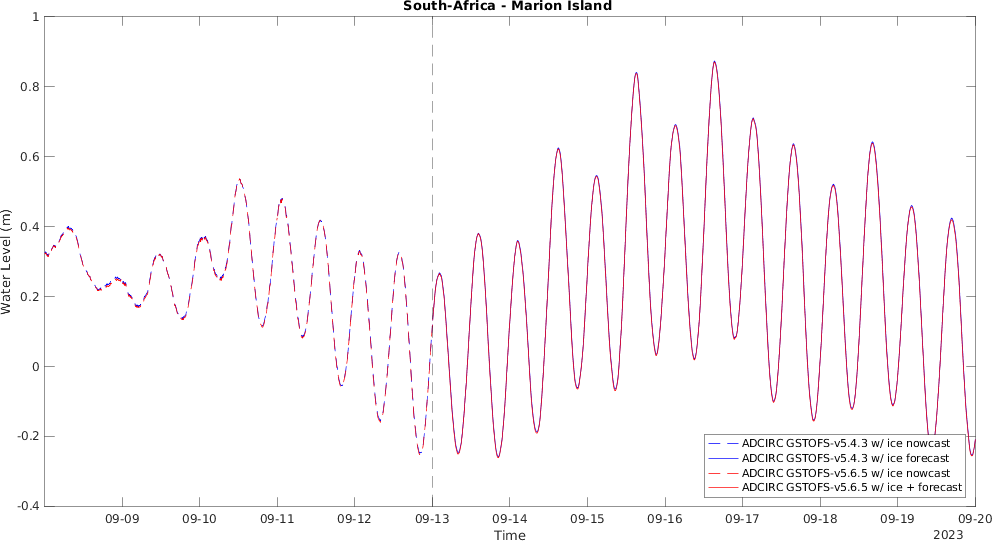 South-Africa - Marion Island
1
0.8
0.6
0.4
0.2
0
-0.2
-0.4
Water Level (m)
ADCIRC GSTOFS-v5.4.3 w/ ice nowcast
ADCIRC GSTOFS-v5.4.3 w/ ice forecast
ADCIRC GSTOFS-v5.6.5 w/ ice nowcast
ADCIRC GSTOFS-v5.6.5 w/ ice + forecast
09-09 09-10 09-11 09-12 09-13 09-14 09-15 09-16 09-17 09-18 09-19 09-20
Time
2023